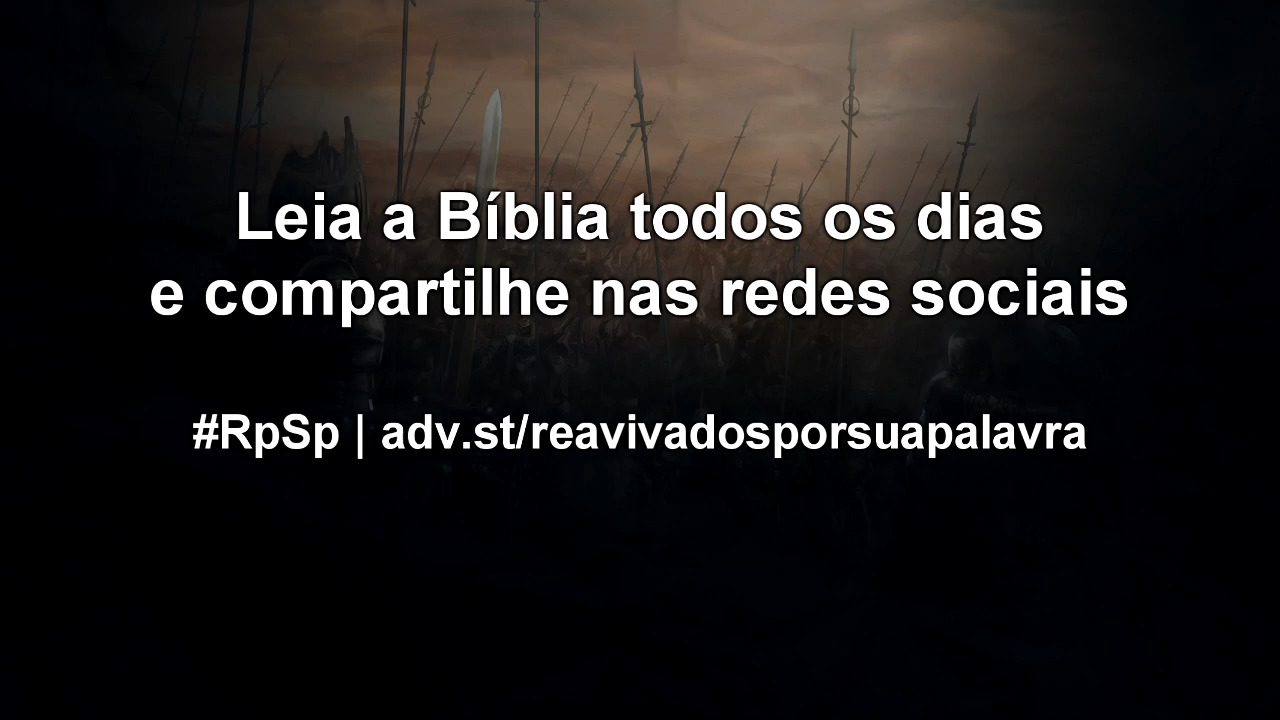 Leia a Bíblia todos os dias
e compartilhe nas redes sociais
#RpSp | adv.st/reavivadosporsuapalavra